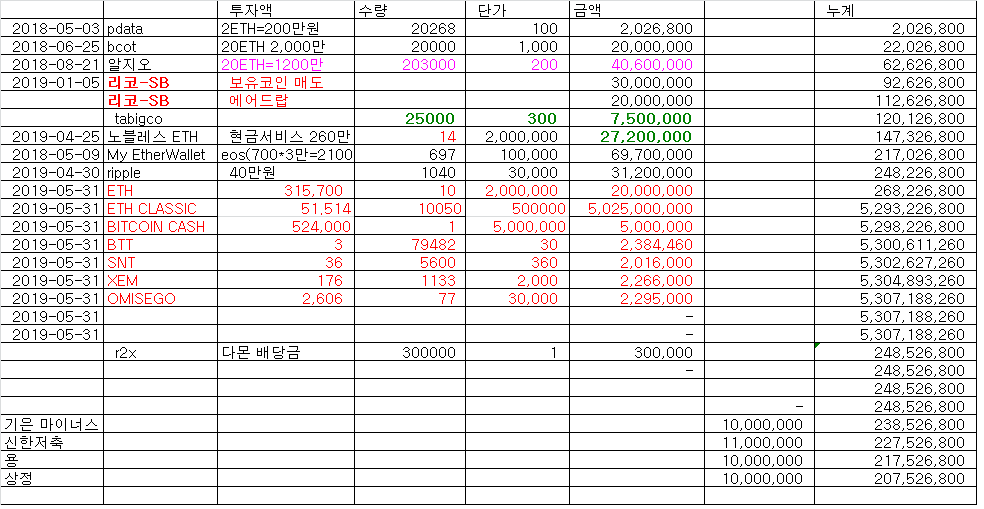 투자액 수량 단가 금액 누계
2018-05-03 pdata 2ETH=200만원 20268 100 2,026,800 2,026,800
2018-06-25 bcot 20ETH 2,000만 20000 1,000 20,000,000 22,026,800
2018-08-21 알지오 20ETH=1200만 203000 200 40,600,000 62,626,800
2019-01-05 리코-SB 보유코인 매도 30,000,000 92,626,800
리코-SB 에어드랍 20,000,000 112,626,800
tabigco 25000 300 7,500,000 120,126,800
2019-04-25 노블레스 ETH 현금서비스 260만 14 2,000,000 27,200,000 147,326,800
2018-05-09 My EtherWallet eos(700*3만=2100 697 100,000 69,700,000 217,026,800
2019-04-30 ripple 40만원 1040 30,000 31,200,000 248,226,800
2019-05-31 ETH 315,700 10 2,000,000 20,000,000 268,226,800
2019-05-31 ETH CLASSIC 51,514 10050 500000 5,025,000,000 5,293,226,800
2019-05-31 BITCOIN CASH 524,000 1 5,000,000 5,000,000 5,298,226,800
2019-05-31 BTT 3 79482 30 2,384,460 5,300,611,260
2019-05-31 SNT 36 5600 360 2,016,000 5,302,627,260
2019-05-31 XEM 176 1133 2,000 2,266,000 5,304,893,260
2019-05-31 OMISEGO 2,606 77 30,000 2,295,000 5,307,188,260
2019-05-31 - 5,307,188,260
2019-05-31 - 5,307,188,260
r2x 다몬 배당금 300000 1 300,000 248,526,800
- 248,526,800
248,526,800
- 248,526,800
기은 마이너스 10,000,000 238,526,800
신한저축 11,000,000 227,526,800
용 10,000,000 217,526,800
상정 10,000,000 207,526,800